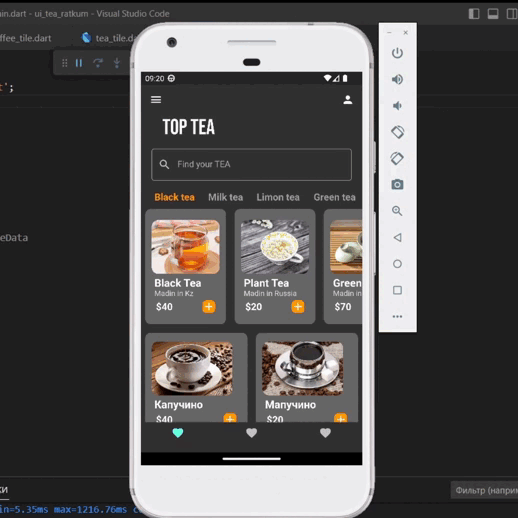 in.dart - ui_tea_ratkum - Visual Studio Code
ffee_tile.dart
tea_tile.da
t';
eData
09:20
TOP TEA
Find your TEA
Black tea Milk tea Limon tea Green tea
Black Tea Plant Tea Green
Madin in Kz Madin in Russia Madin in
$40 $20 $70
Капучино Мапучино
$40 $20
КИ
Фильтр (наприм
in=5.35ms max=1216.76ms c